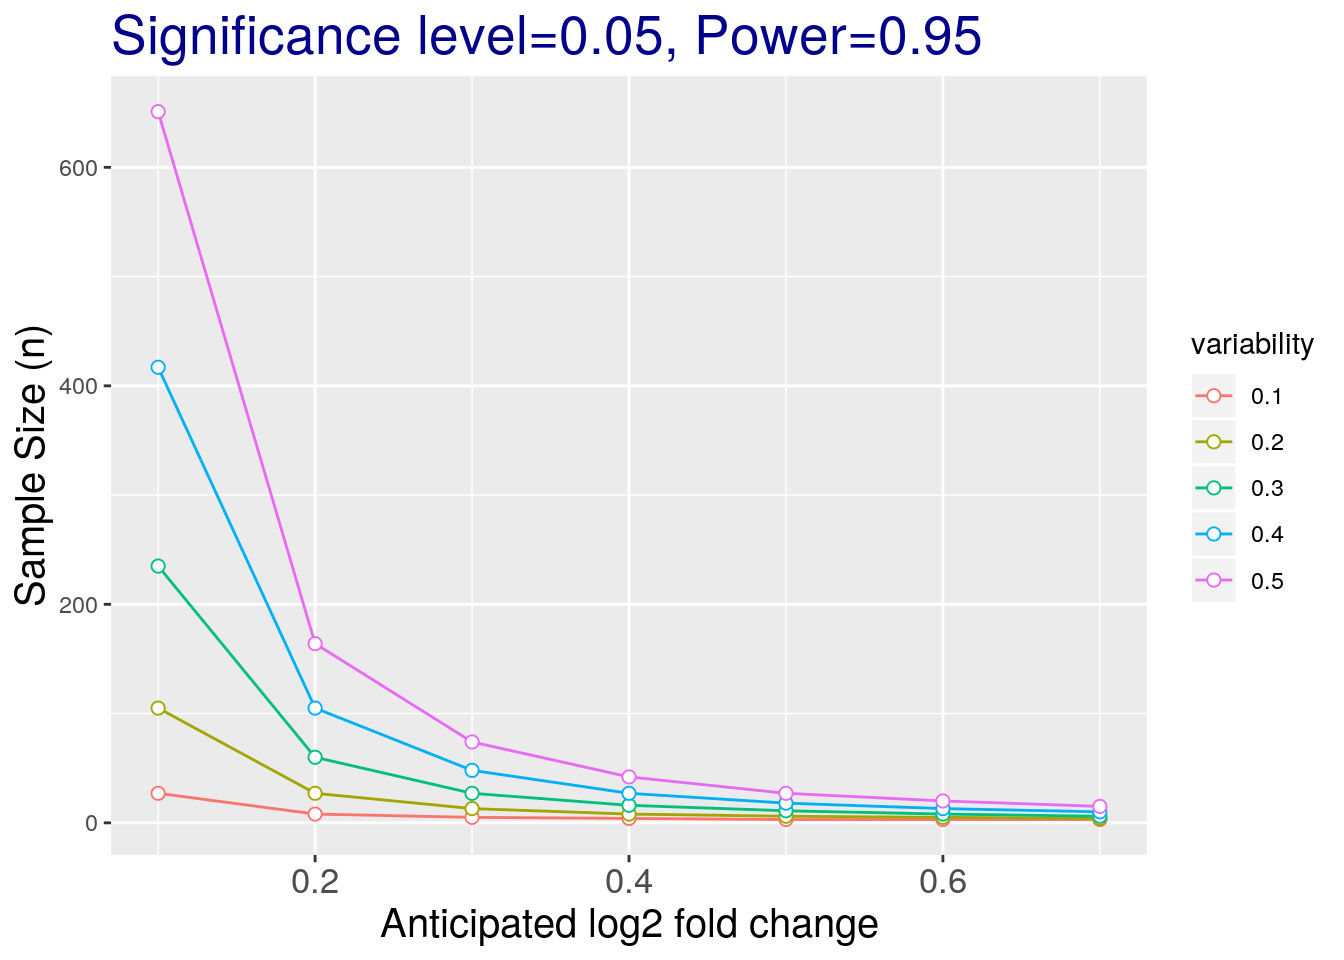 Significance level=0.05, Power=0.95
600
400
200
0
Sample Size (n)
0.2 0.4 0.6
Anticipated log2 fold change
variability
0.1
0.2
0.3
0.4
0.5